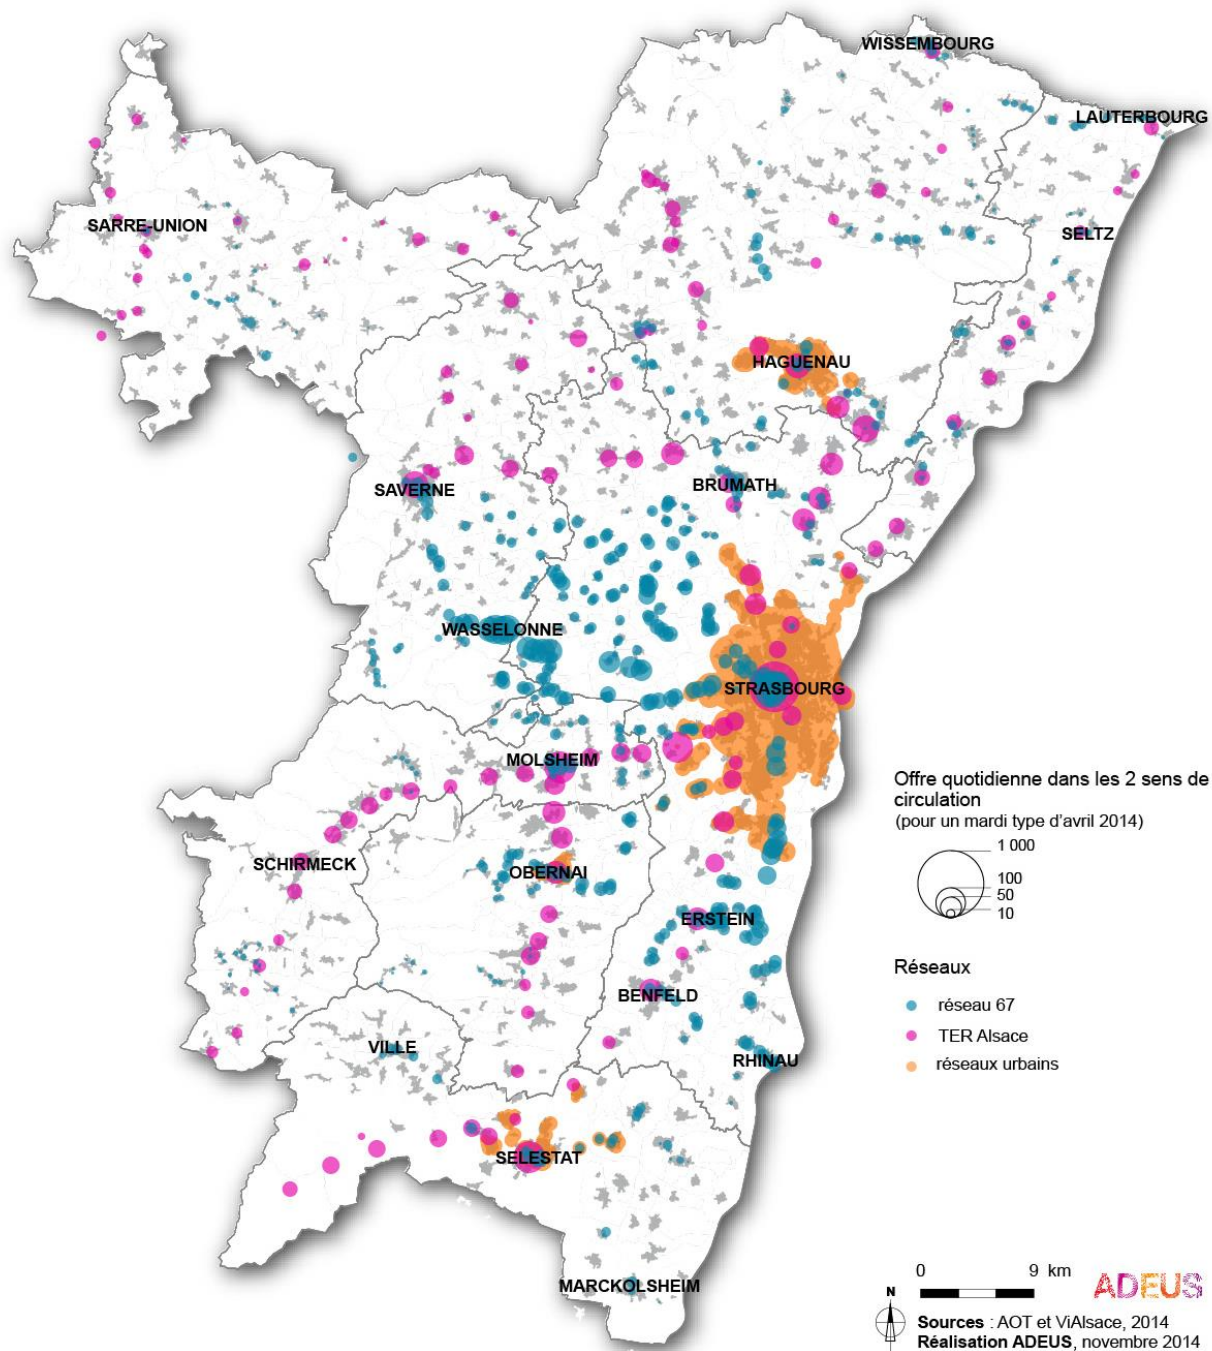 WISSEMBOURG
LAUTERBOURG
SARRE-UNION
SELTZ
HAGUENAU
SAVERNE
BRUMATH
WASSELONNE
STRASBOURG
MOLSHEIM
Offre quotidienne dans les 2 sens de
circulation
(pour un mardi type d'avril 2014)
1 000
100
50
10
SCHIRMECK
OBERNAI
ERSTEIN
Réseaux
BENFELD
réseau 67
TER Alsace
réseaux urbains
VILLE
RHINAU
SELESTAT
MARCKOLSHEIM
0 9 km
ADEUS
N
Sources : AOT et ViAlsace, 2014
Réalisation ADEUS, novembre 2014